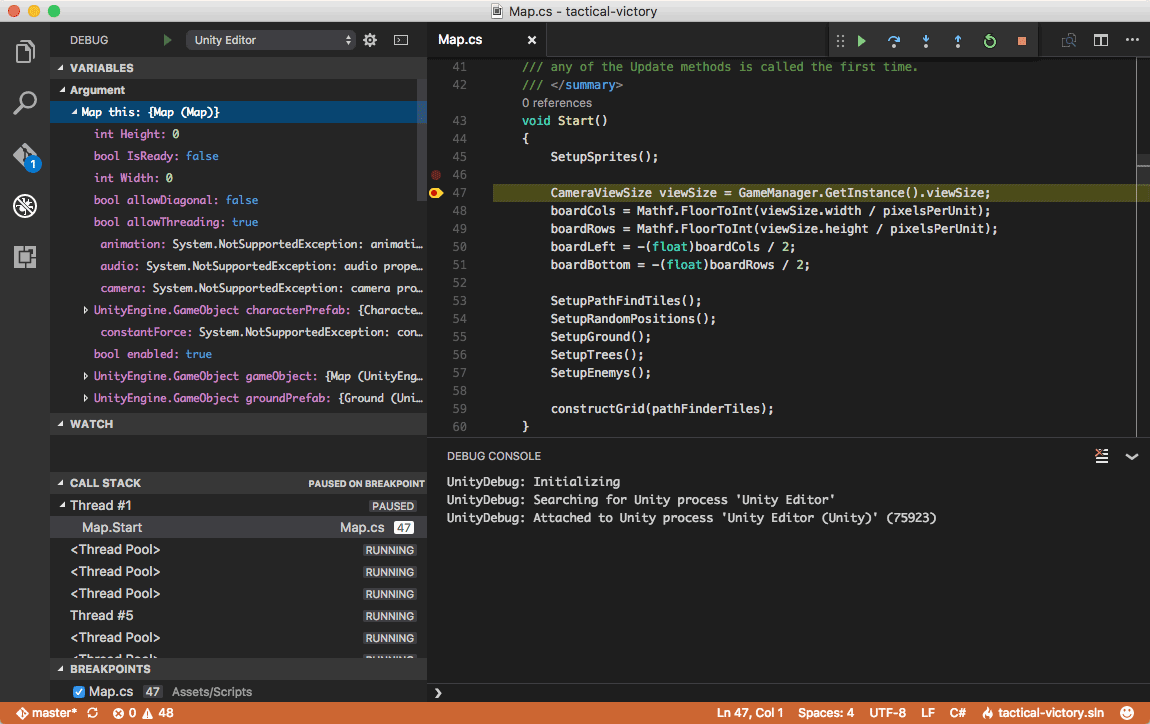 Map.cs - tactical-victory
DEBUG
Unity Editor
VARIABLES
Argument
Map this: {Map (Map)}
int Height: 0
bool IsReady: false
int Width: 0
bool allowDiagonal: false
bool allowThreading: true
animation: System.NotSupportedException: animati…
audio: System.NotSupportedException: audio prope…
camera: System.NotSupportedException: camera pro…
UnityEngine.GameObject characterPrefab: {Characte…
constantForce: System.NotSupportedException: con…
bool enabled: true
UnityEngine.GameObject gameObject: {Map (UnityEng…
UnityEngine.GameObject groundPrefab: {Ground (Uni…
WATCH
CALL STACK PAUSED ON BREAKPOINT
Thread #1 PAUSED
Map.Start Map.cs 47
<Thread Pool> RUNNING
<Thread Pool> RUNNING
<Thread Pool> RUNNING
Thread #5 RUNNING
<Thread Pool> RUNNING
<Thread Pool> RUNNING
BREAKPOINTS
Map.cs 47 Assets/Scripts
1
Map.cs
41 /// any of the Update methods is called the first time.
42 /// </summary>
0 references
43 void Start()
44 {
45 SetupSprites();
46
47 CameraViewSize viewSize = GameManager.GetInstance().viewSize;
48 boardCols = Mathf.FloorToInt(viewSize.width / pixelsPerUnit);
49 boardRows = Mathf.FloorToInt(viewSize.height / pixelsPerUnit);
50 boardLeft = -(float)boardCols / 2;
51 boardBottom = -(float)boardRows / 2;
52
53 SetupPathFindTiles();
54 SetupRandomPositions();
55 SetupGround();
56 SetupTrees();
57 SetupEnemys();
58
59 constructGrid(pathFinderTiles);
60 }
DEBUG CONSOLE
UnityDebug: Initializing
UnityDebug: Searching for Unity process 'Unity Editor'
UnityDebug: Attached to Unity process 'Unity Editor (Unity)' (75923)
master* 0 48 Ln 47, Col 1 Spaces: 4 UTF-8 LF C# tactical-victory.sln